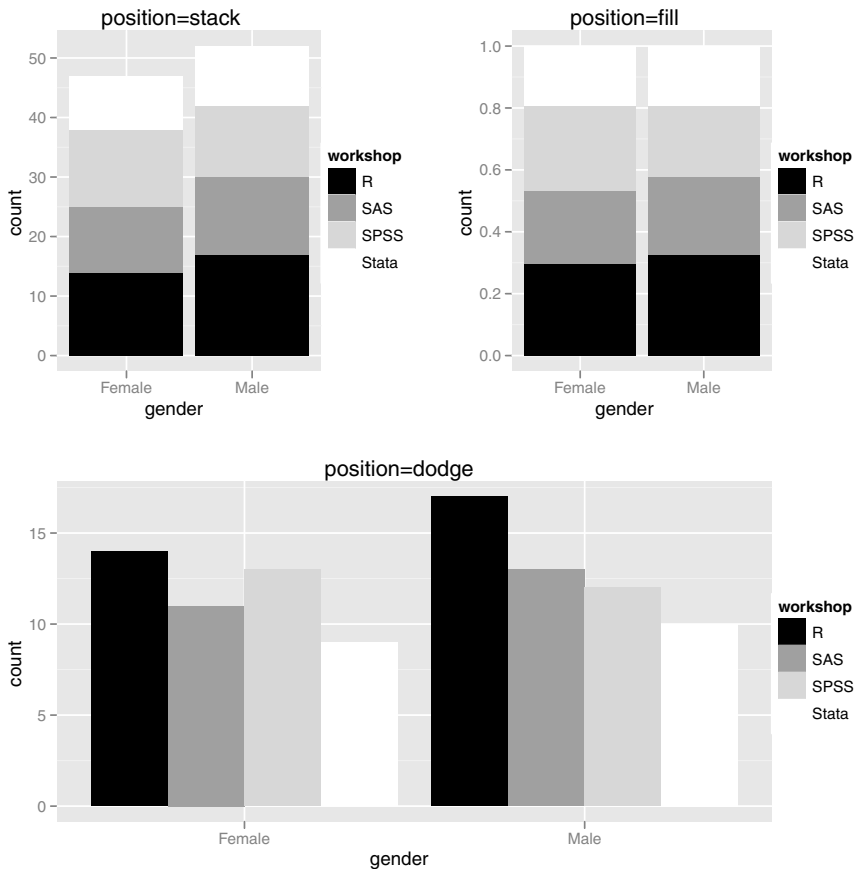 position=stack
50
40
30
20
10
0
count
Female
Male
gender
workshop
R
SAS
SPSS
Stata
position=fill
1.0
0.8
0.6
0.4
0.2
0.0
count
Female
Male
gender
workshop
R
SAS
SPSS
Stata
position=dodge
15
10
5
0
count
Female
Male
gender
workshop
R
SAS
SPSS
Stata